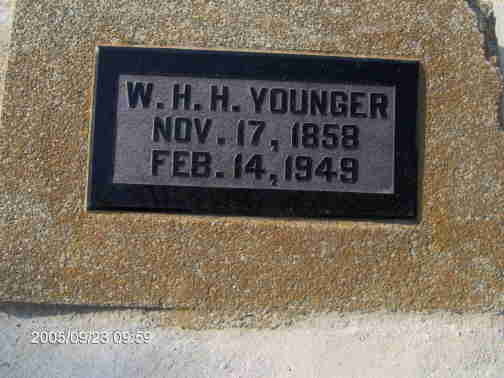 W. H. H. YOUNGER
NOV. 17, 1858
FEB. 14, 1949
2005/09/23 09:59